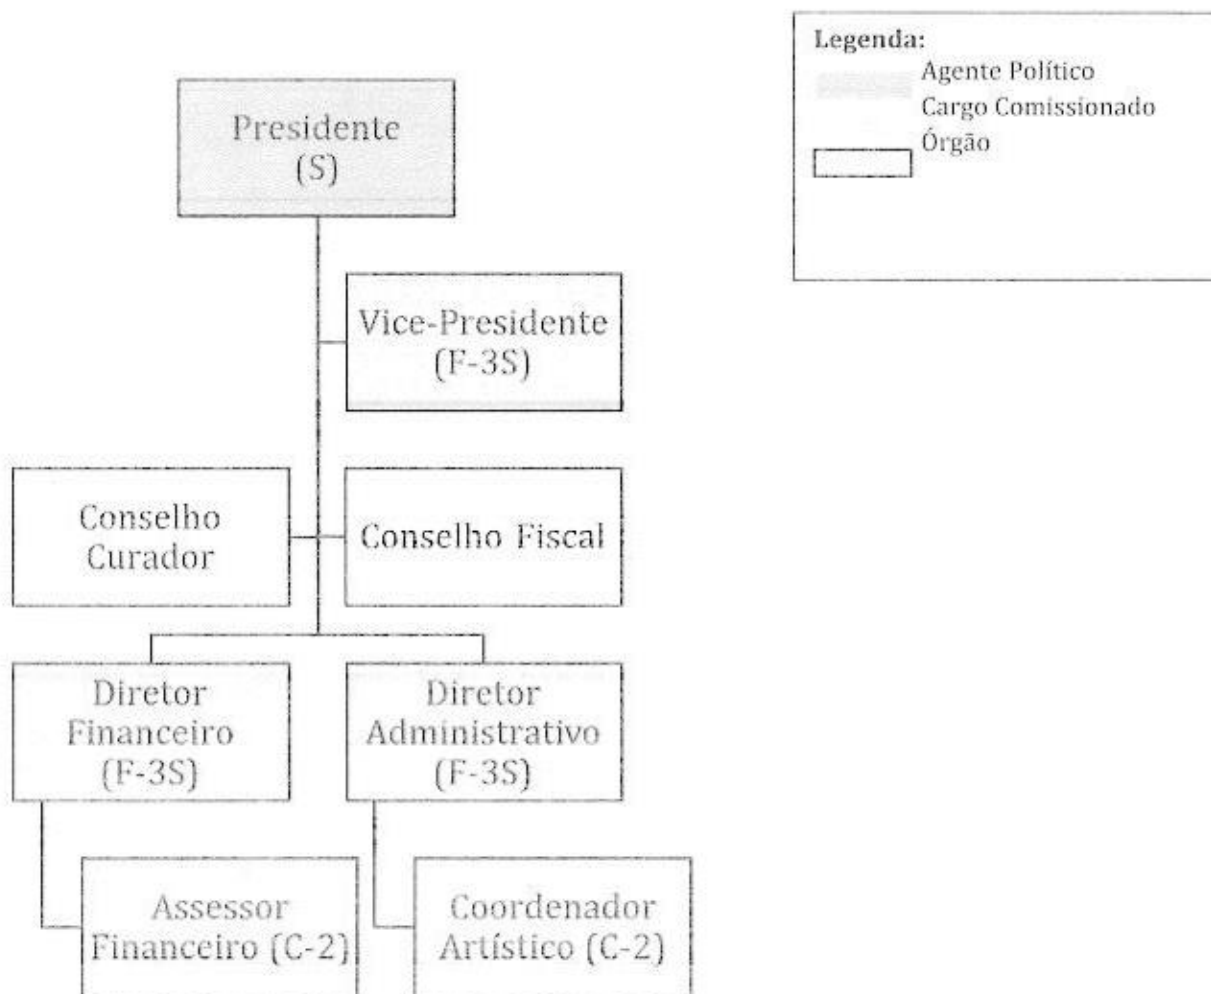 Legenda:
Agente Político
Cargo Comissionado
Órgão
Presidente
(S)
Vice-Presidente
(F-3S)
Conselho
Curador
Conselho Fiscal
Diretor
Financeiro
(F-3S)
Diretor
Administrativo
(F-3S)
Assessor
Financeiro (C-2)
Coordenador
Artístico (C-2)